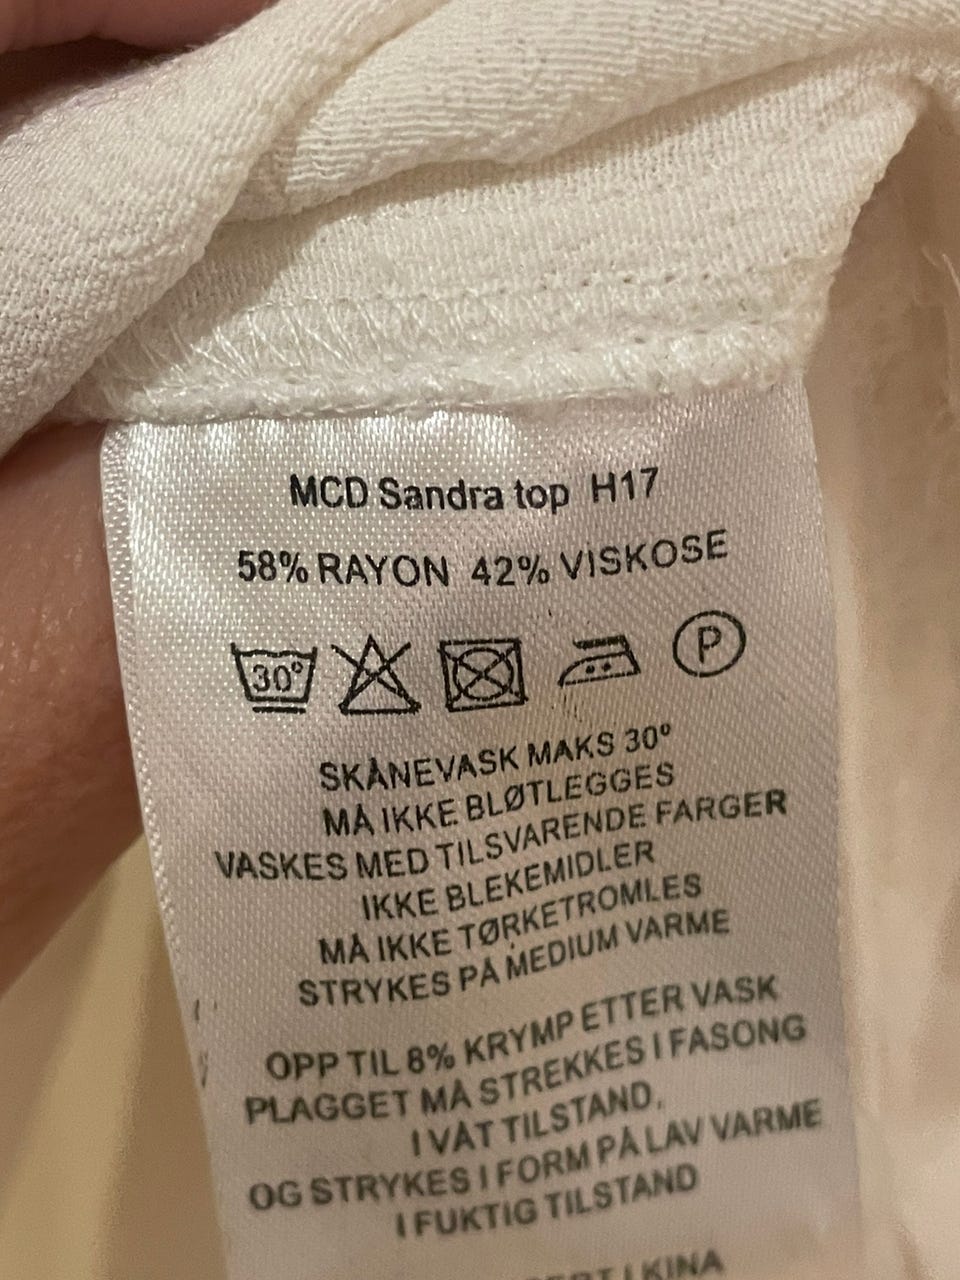 MCD Sandra top H17
58% RAYON 42% VISKOSE
30° P
SKÅNEVASK MAKS 30°
MÅ IKKE BLØTLEGGES
VASKES MED TILSVARENDE FARGER
IKKE BLEKEMIDLER
MÅ IKKE TØRKETROMLES
STRYKES PÅ MEDIUM VARME
OPP TIL 8% KRYMP ETTER VASK
PLAGGET MÅ STREKKES I FASONG
I VÅT TILSTAND,
OG STRYKES I FORM PÅ LAV VARME
I FUKTIG TILSTAND
I KINA